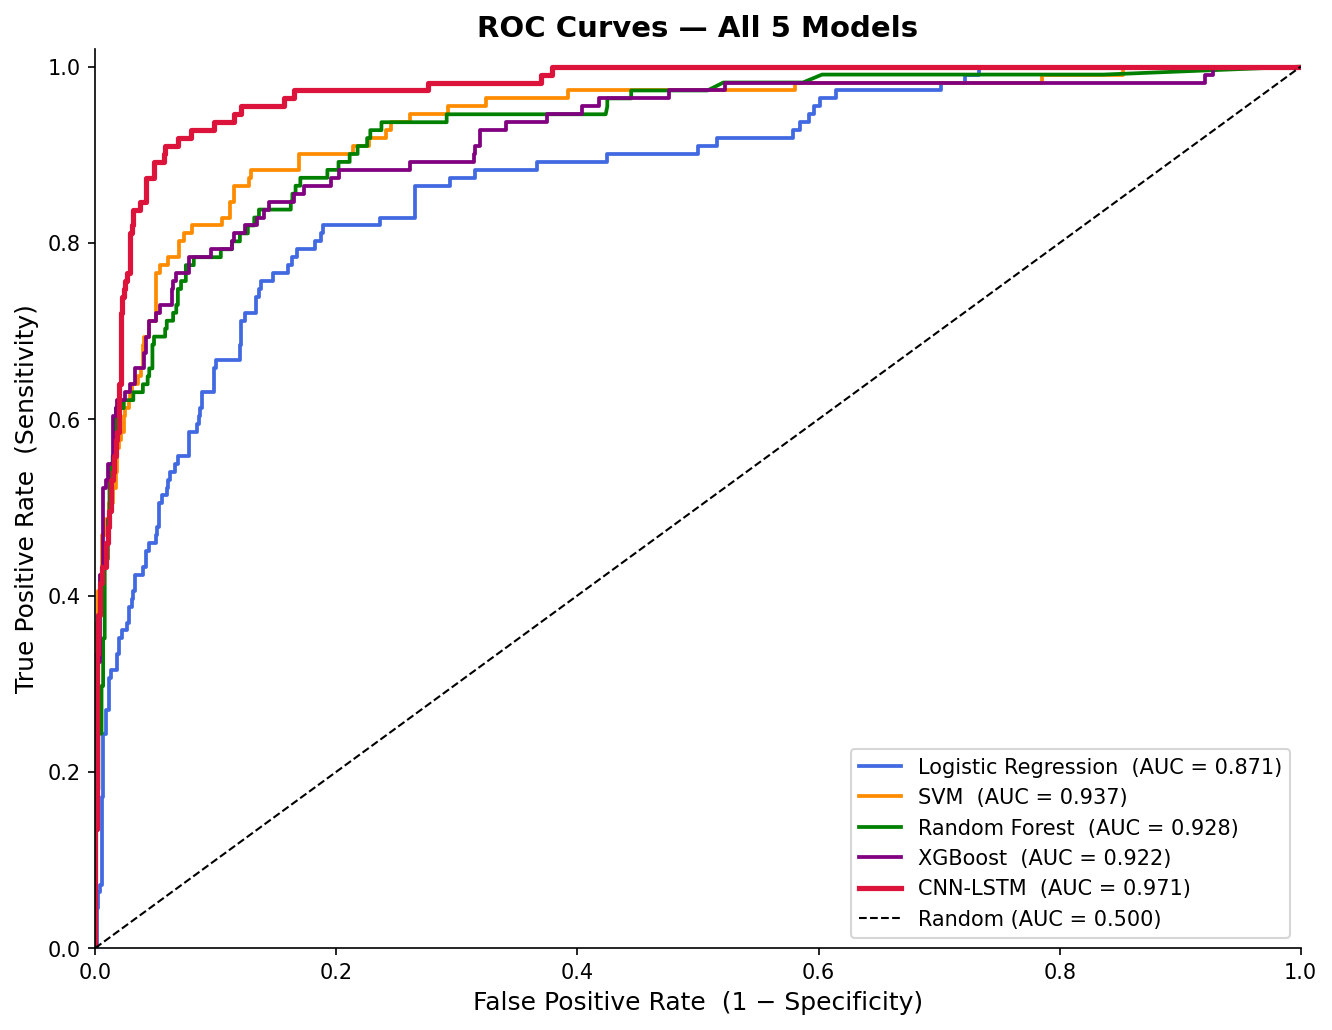 ROC Curves — All 5 Models
True Positive Rate  (Sensitivity)
1.0
0.8
0.6
0.4
0.2
0.0
0.0
0.2
0.4
0.6
0.8
1.0
False Positive Rate  (1 − Specificity)
Logistic Regression  (AUC = 0.871)
SVM  (AUC = 0.937)
Random Forest  (AUC = 0.928)
XGBoost  (AUC = 0.922)
CNN-LSTM  (AUC = 0.971)
Random (AUC = 0.500)